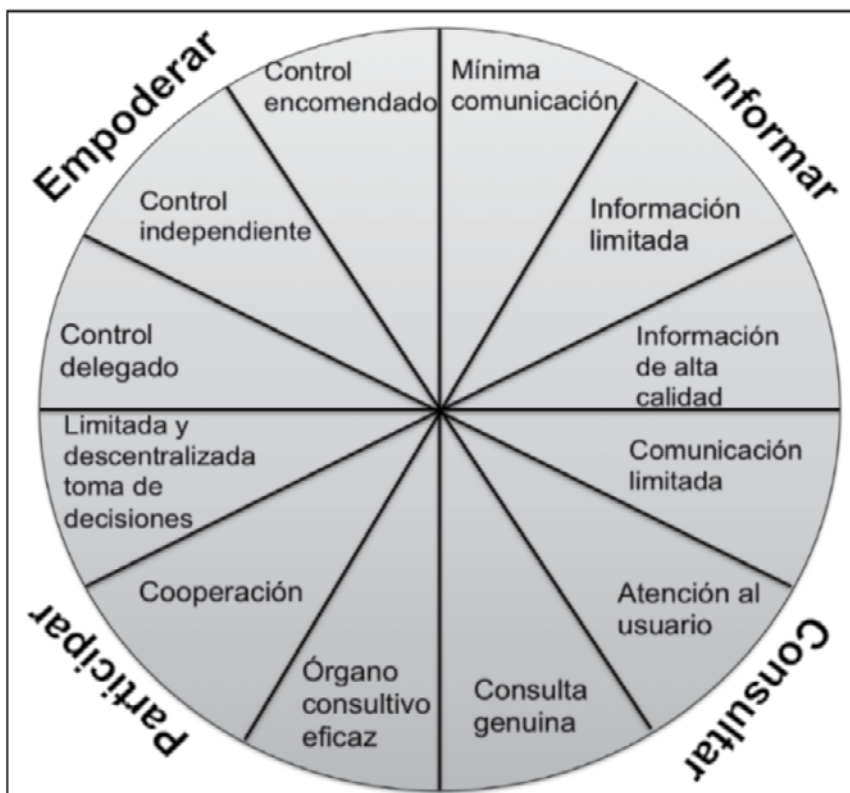 Empoderar
Informar
Control
encomendado
Mínima
comunicación
Control
independiente
Información
limitada
Control
delegado
Información
de alta
calidad
Limitada y
descentralizada
toma de
decisiones
Comunicación
limitada
Cooperación
Atención al
usuario
Órgano
consultivo
eficaz
Consulta
genuina
Participar
Consultar